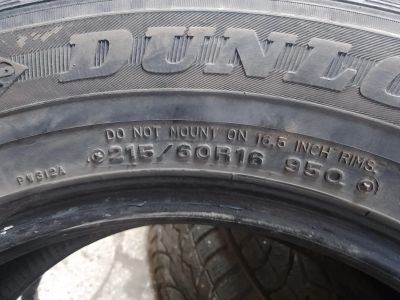 DUNLO
DO NOT MOUNT ON 16.5 INCH RIMS.
215/60R16 95Q
PW312A